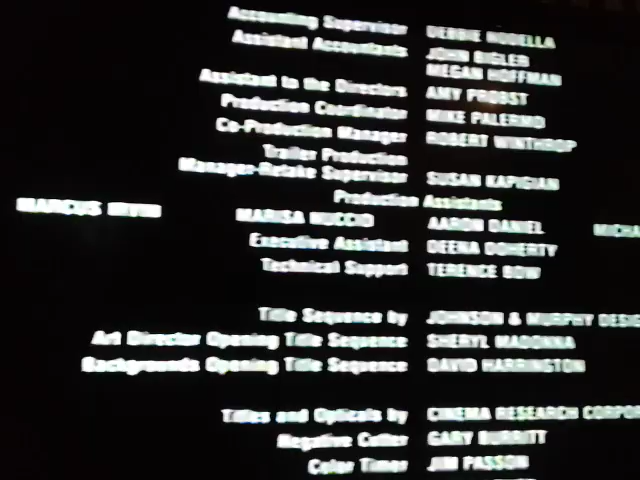 Accounting Supervisor DEBBIE NODELLA
Assistant Accountants JOHN BIGLER
MEGAN HOFFMAN
Assistant to the Directors AMY PROBST
Production Coordinator MIKE PALERMO
Co-Production Manager ROBERT WINTHROP
Trailer Production
Manager-Retake Supervisor SUSAN KAPIGIAN
Production Assistants
MARCUS MARISA NUCCIO AARON DANIEL
Executive Assistant DEENA DOHERTY
Technical Support TERENCE BOW
Title Sequence by JOHNSON & MURPHY
Art Director Opening Title Sequence SHERYL MADONNA
Backgrounds Opening Title Sequence DAVID HARRINGTON
Titles and Opticals by CINEMA RESEARCH
Negative Cutter GARY BURRITT
Color Timer JIM PASSON